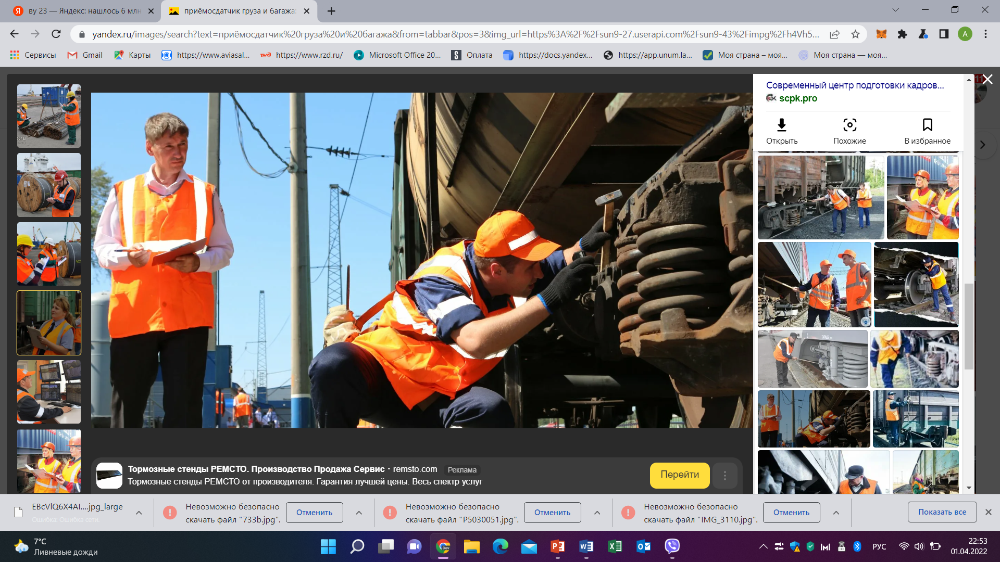 ву 23 — Яндекс: нашлось 6 млн
приёмосдатчик груза и багажа:
yandex.ru/images/search?text=приёмосдатчик%20груза%20и%20багажа&from=tabbar&pos=3&img_url=https%3A%2F%2Fsun9-27.userapi.com%2Fsun9-43%2Fimpg%2Fh4Vh5...
A
Сервисы
Gmail
Карты
https://www.aviasal...
https://www.rzd.ru/
Microsoft Office 20...
Оплата
https://docs.yandex...
https://app.unum.la...
Моя страна – моя...
Моя страна — моя...
Современный центр подготовки кадров...
scpk.pro
Открыть
Похожие
В избранное
Тормозные стенды РЕМСТО. Производство Продажа Сервис · remsto.com Реклама
Тормозные стенды РЕМСТО от производителя. Гарантия лучшей цены. Весь спектр услуг
Перейти
EBcVlQ6X4AI....jpg_large
Ошибка: Ошибка сети.
Невозможно безопасно
скачать файл "733b.jpg".
Отменить
Невозможно безопасно
скачать файл "P5030051.jpg".
Отменить
Невозможно безопасно
скачать файл "IMG_3110.jpg".
Отменить
Показать все
7°C
Ливневые дожди
РУС
22:53
01.04.2022